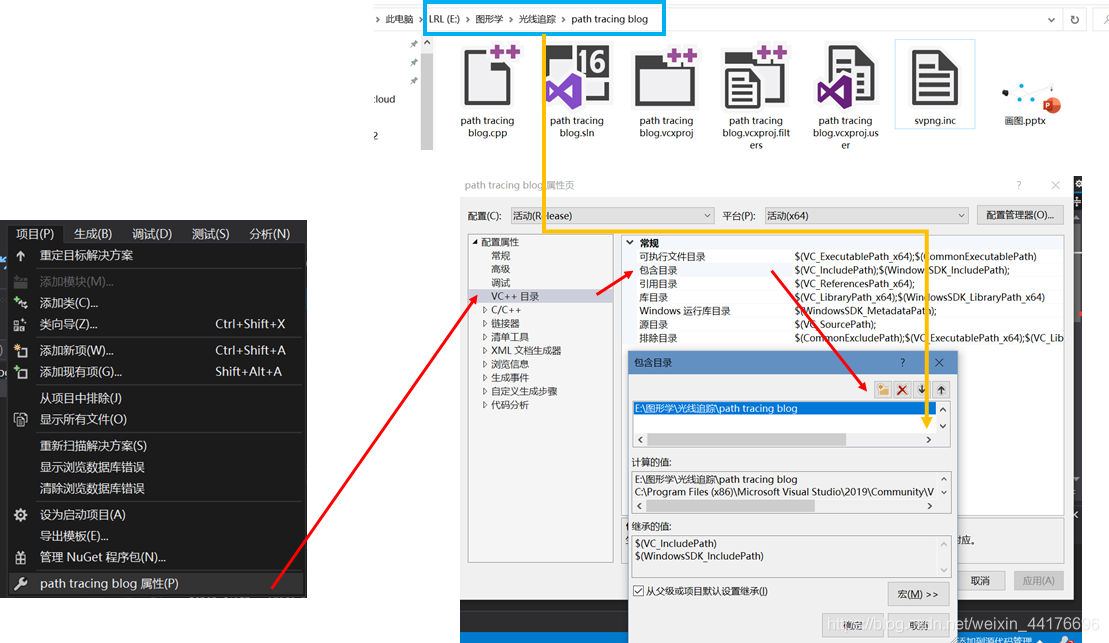 此电脑 › LRL (E:) › 图形学 › 光线追踪 › path tracing blog
:loud
2
path tracing
blog.cpp
path tracing
blog.sln
16
path tracing
blog.vcxproj
path tracing
blog.vcxproj.filt
ers
path tracing
blog.vcxproj.us
er
svpng.inc
画图.pptx
项目(P) 生成(B) 调试(D) 测试(S) 分析(N)
重定目标解决方案
添加模块(M)...
添加类(C)...
类向导(Z)... Ctrl+Shift+X
添加新项(W)... Ctrl+Shift+A
添加现有项(G)... Shift+Alt+A
从项目中排除(J)
显示所有文件(O)
重新扫描解决方案(S)
显示浏览数据库错误
清除浏览数据库错误
设为启动项目(A)
导出模板(E)...
管理 NuGet 程序包(N)...
path tracing blog 属性(P)
path tracing blog 属性页
配置(C): 活动(Release) 平台(P): 活动(x64) 配置管理器(O)...
配置属性
常规
高级
调试
VC++ 目录
C/C++
链接器
清单工具
XML 文档生成器
浏览信息
生成事件
自定义生成步骤
代码分析
常规
可执行文件目录 $(VC_ExecutablePath_x64);$(CommonExecutablePath)
包含目录 $(VC_IncludePath);$(WindowsSDK_IncludePath);
引用目录 $(VC_ReferencesPath_x64);
库目录 $(VC_LibraryPath_x64);$(WindowsSDK_LibraryPath_x64)
Windows 运行库目录 $(WindowsSDK_MetadataPath);
源目录 $(VC_SourcePath);
排除目录 $(CommonExcludePath);$(VC_ExecutablePath_x64);$(VC_Lib
包含目录
E:\图形学\光线追踪\path tracing blog
计算的值:
E:\图形学\光线追踪\path tracing blog
C:\Program Files (x86)\Microsoft Visual Studio\2019\Community\V
继承的值:
$(VC_IncludePath)
$(WindowsSDK_IncludePath)
从父级或项目默认设置继承(I)
宏(M) >>
确定 取消
对应。
取消 应用(A)
添加到源代码管理
https://blog.csdn.net/weixin_44176696